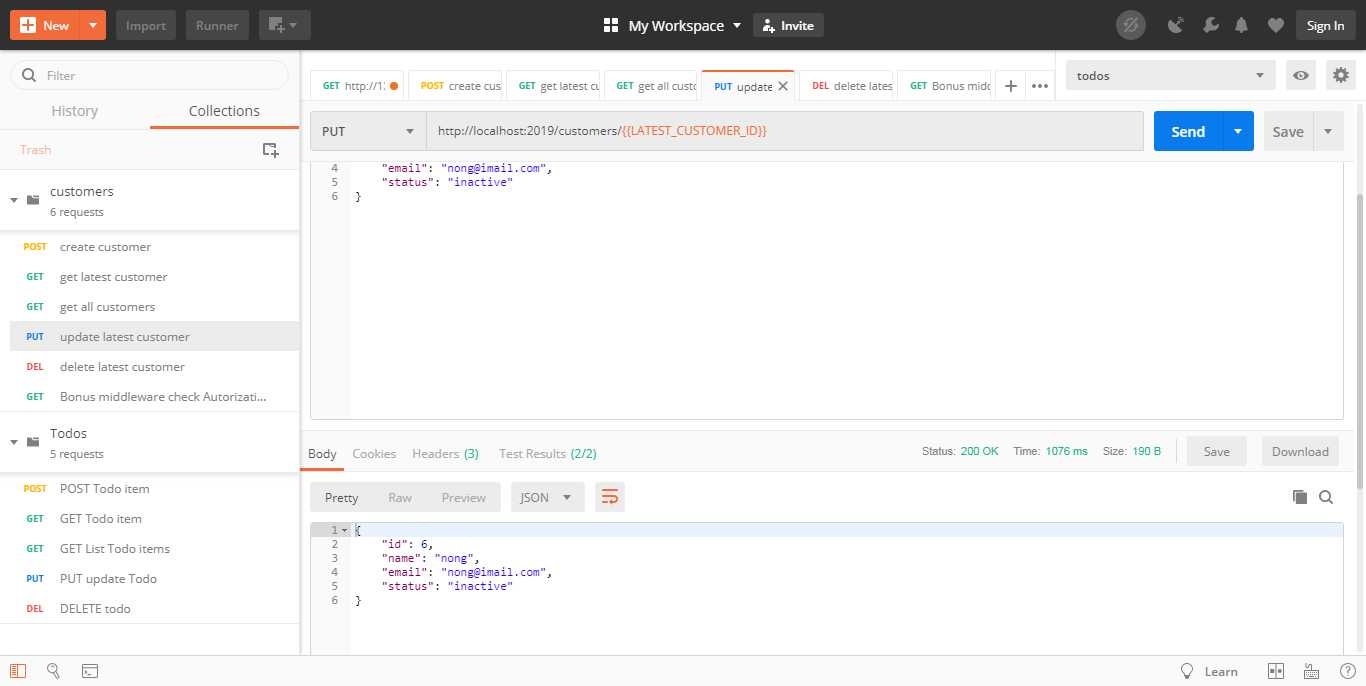 New
Import
Runner
My Workspace
Invite
Sign In
Filter
History
Collections
Trash
customers
6 requests
POST create customer
GET get latest customer
GET get all customers
PUT update latest customer
DEL delete latest customer
GET Bonus middleware check Autorizati...
Todos
5 requests
POST POST Todo item
GET GET Todo item
GET GET List Todo items
PUT PUT update Todo
DEL DELETE todo
GET http://1
POST create cus
GET get latest cu
GET get all custo
PUT update
DEL delete lates
GET Bonus midd
todos
PUT
http://localhost:2019/customers/{{LATEST_CUSTOMER_ID}}
Send
Save
4 "email": "nong@imail.com",
5 "status": "inactive"
6 }
Body
Cookies
Headers (3)
Test Results (2/2)
Status: 200 OK
Time: 1076 ms
Size: 190 B
Save
Download
Pretty
Raw
Preview
JSON
1 {
2 "id": 6,
3 "name": "nong",
4 "email": "nong@imail.com",
5 "status": "inactive"
6 }
Learn